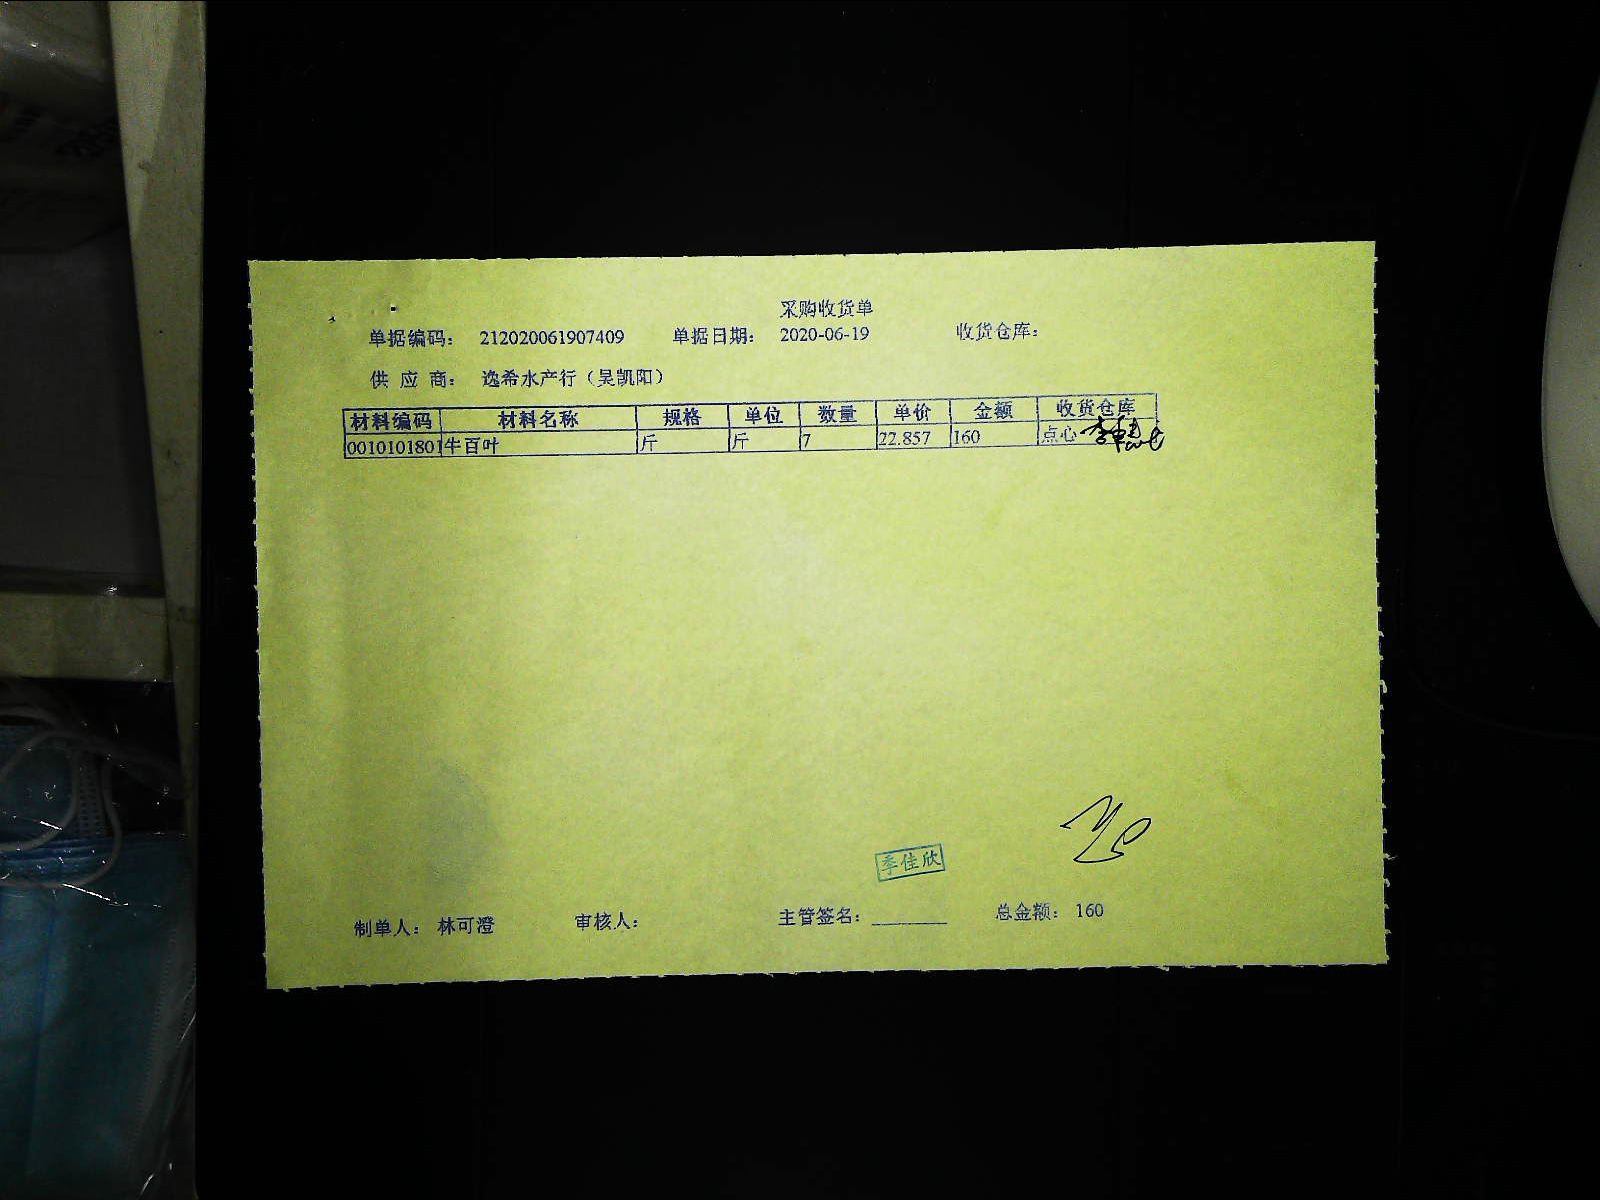 采购收货单
单据编码： 212020061907409 单据日期： 2020-06-19 收货仓库：
供 应 商： 逸希水产行（吴凯阳）
材料编码 材料名称 规格 单位 数量 单价 金额 收货仓库
0010101801 牛百叶 斤 斤 7 22.857 160 点心
季佳欣
制单人： 林可澄 审核人： 主管签名： 总金额： 160